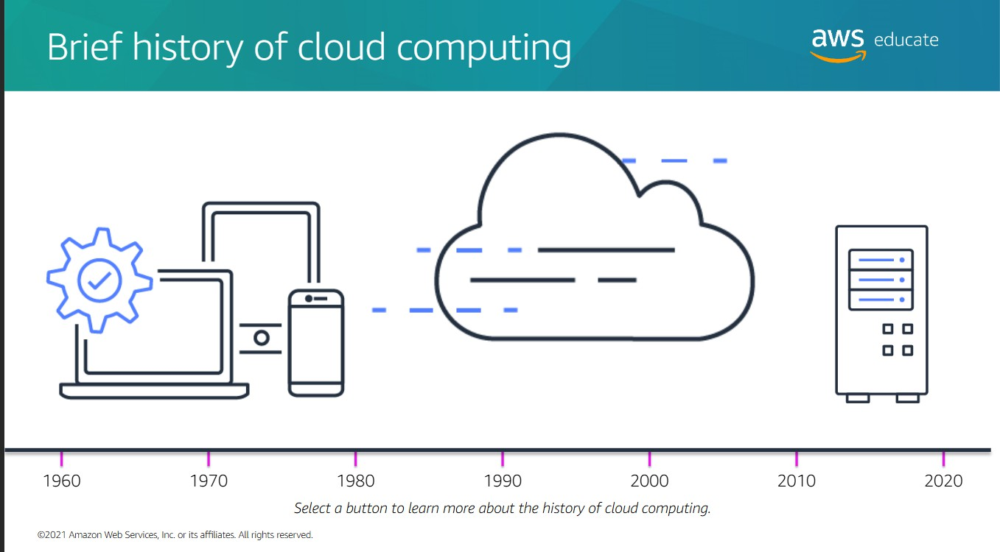 Brief history of cloud computing
aws educate
1960 1970 1980 1990 2000 2010 2020
Select a button to learn more about the history of cloud computing.
©2021 Amazon Web Services, Inc. or its affiliates. All rights reserved.